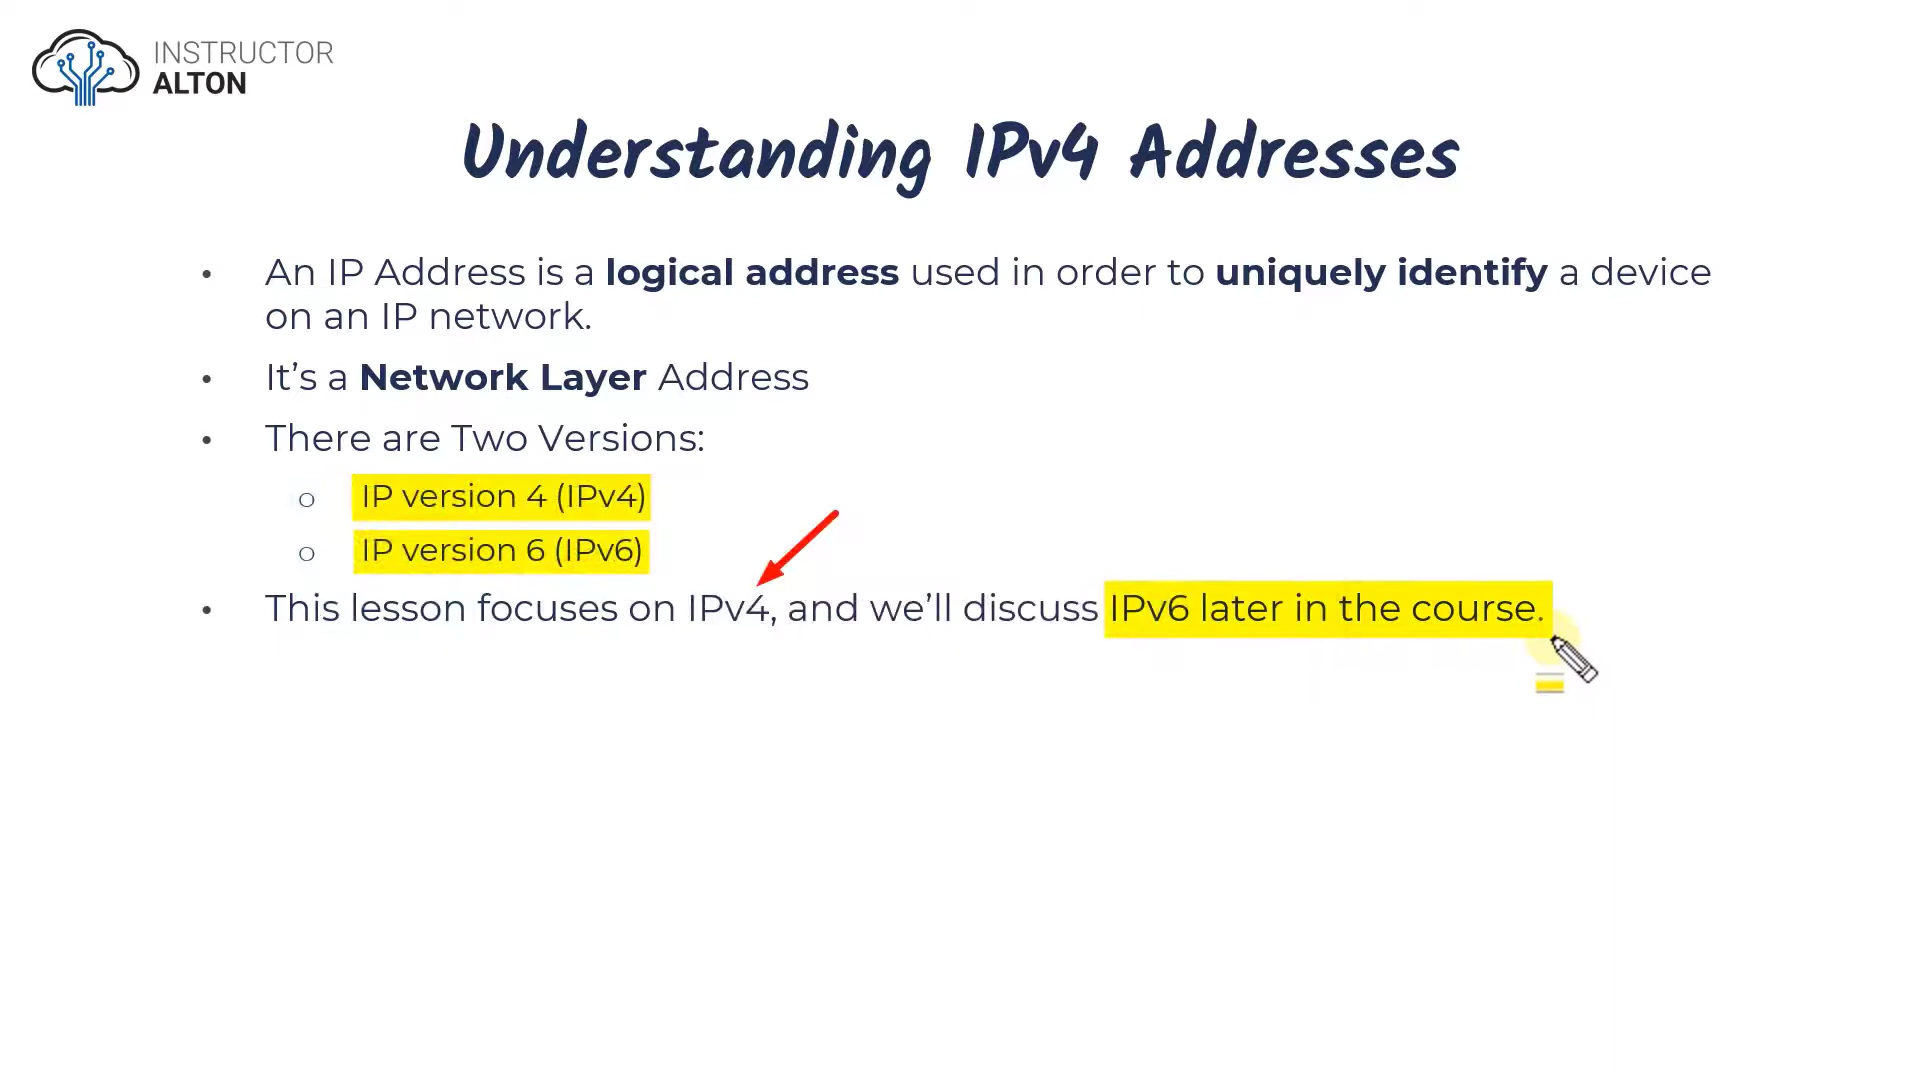 INSTRUCTOR
ALTON
Understanding IPv4 Addresses
• An IP Address is a logical address used in order to uniquely identify a device
on an IP network.
• It’s a Network Layer Address
• There are Two Versions:
o IP version 4 (IPv4)
o IP version 6 (IPv6)
• This lesson focuses on IPv4, and we’ll discuss IPv6 later in the course.